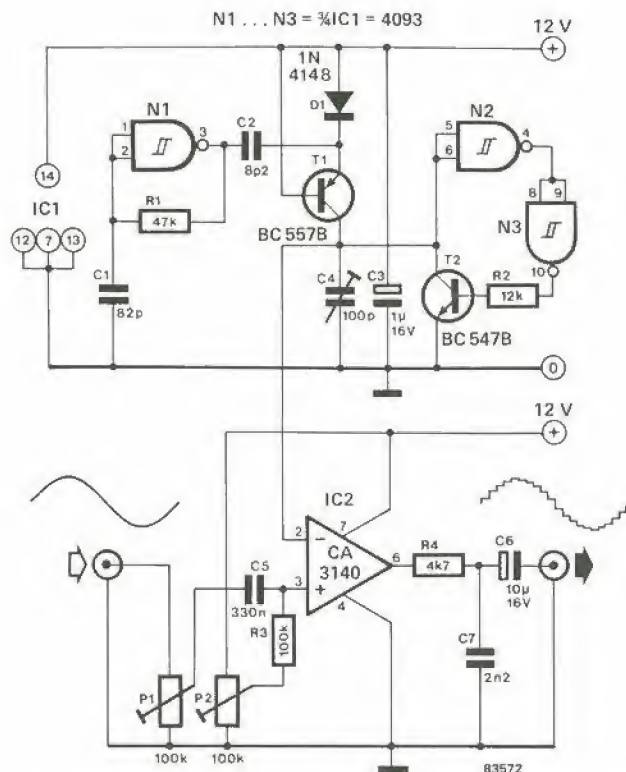 N1 . . . N3 = ¾IC1 = 4093
12 V
+
1N
4148
D1
N1
1
2
3
C2
8p2
N2
5
6
4
14
T1
8
9
N3
IC1
R1
47k
BC 557B
12
7
13
10
T2
R2
12k
C1
82p
C4
100p
C3
1µ
16V
BC 547B
0
12 V
+
IC2
2
−
7
CA
3140
6
R4
4k7
C6
10µ
16V
C5
330n
3
+
4
R3
100k
C7
2n2
P1
P2
100k
100k
83572